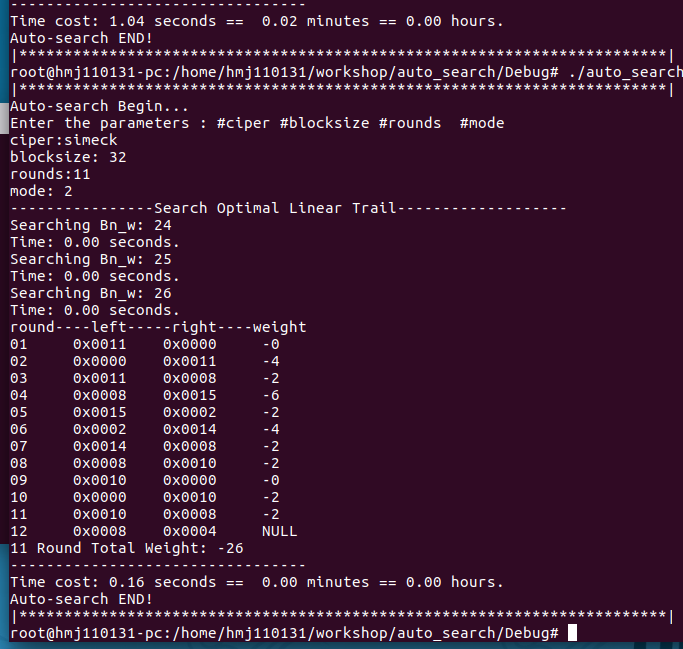 ---------------------------------
Time cost: 1.04 seconds ==  0.02 minutes == 0.00 hours.
Auto-search END!
|************************************************************************|
root@hmj110131-pc:/home/hmj110131/workshop/auto_search/Debug# ./auto_search
|************************************************************************|
Auto-search Begin...
Enter the parameters : #ciper #blocksize #rounds  #mode
ciper:simeck
blocksize: 32
rounds:11
mode: 2
----------------Search Optimal Linear Trail-------------------
Searching Bn_w: 24
Time: 0.00 seconds.
Searching Bn_w: 25
Time: 0.00 seconds.
Searching Bn_w: 26
Time: 0.00 seconds.
round----left-----right----weight
01     0x0011    0x0000     -0
02     0x0000    0x0011     -4
03     0x0011    0x0008     -2
04     0x0008    0x0015     -6
05     0x0015    0x0002     -2
06     0x0002    0x0014     -4
07     0x0014    0x0008     -2
08     0x0008    0x0010     -2
09     0x0010    0x0000     -0
10     0x0000    0x0010     -2
11     0x0010    0x0008     -2
12     0x0008    0x0004     NULL
11 Round Total Weight: -26
---------------------------------
Time cost: 0.16 seconds ==  0.00 minutes == 0.00 hours.
Auto-search END!
|************************************************************************|
root@hmj110131-pc:/home/hmj110131/workshop/auto_search/Debug#